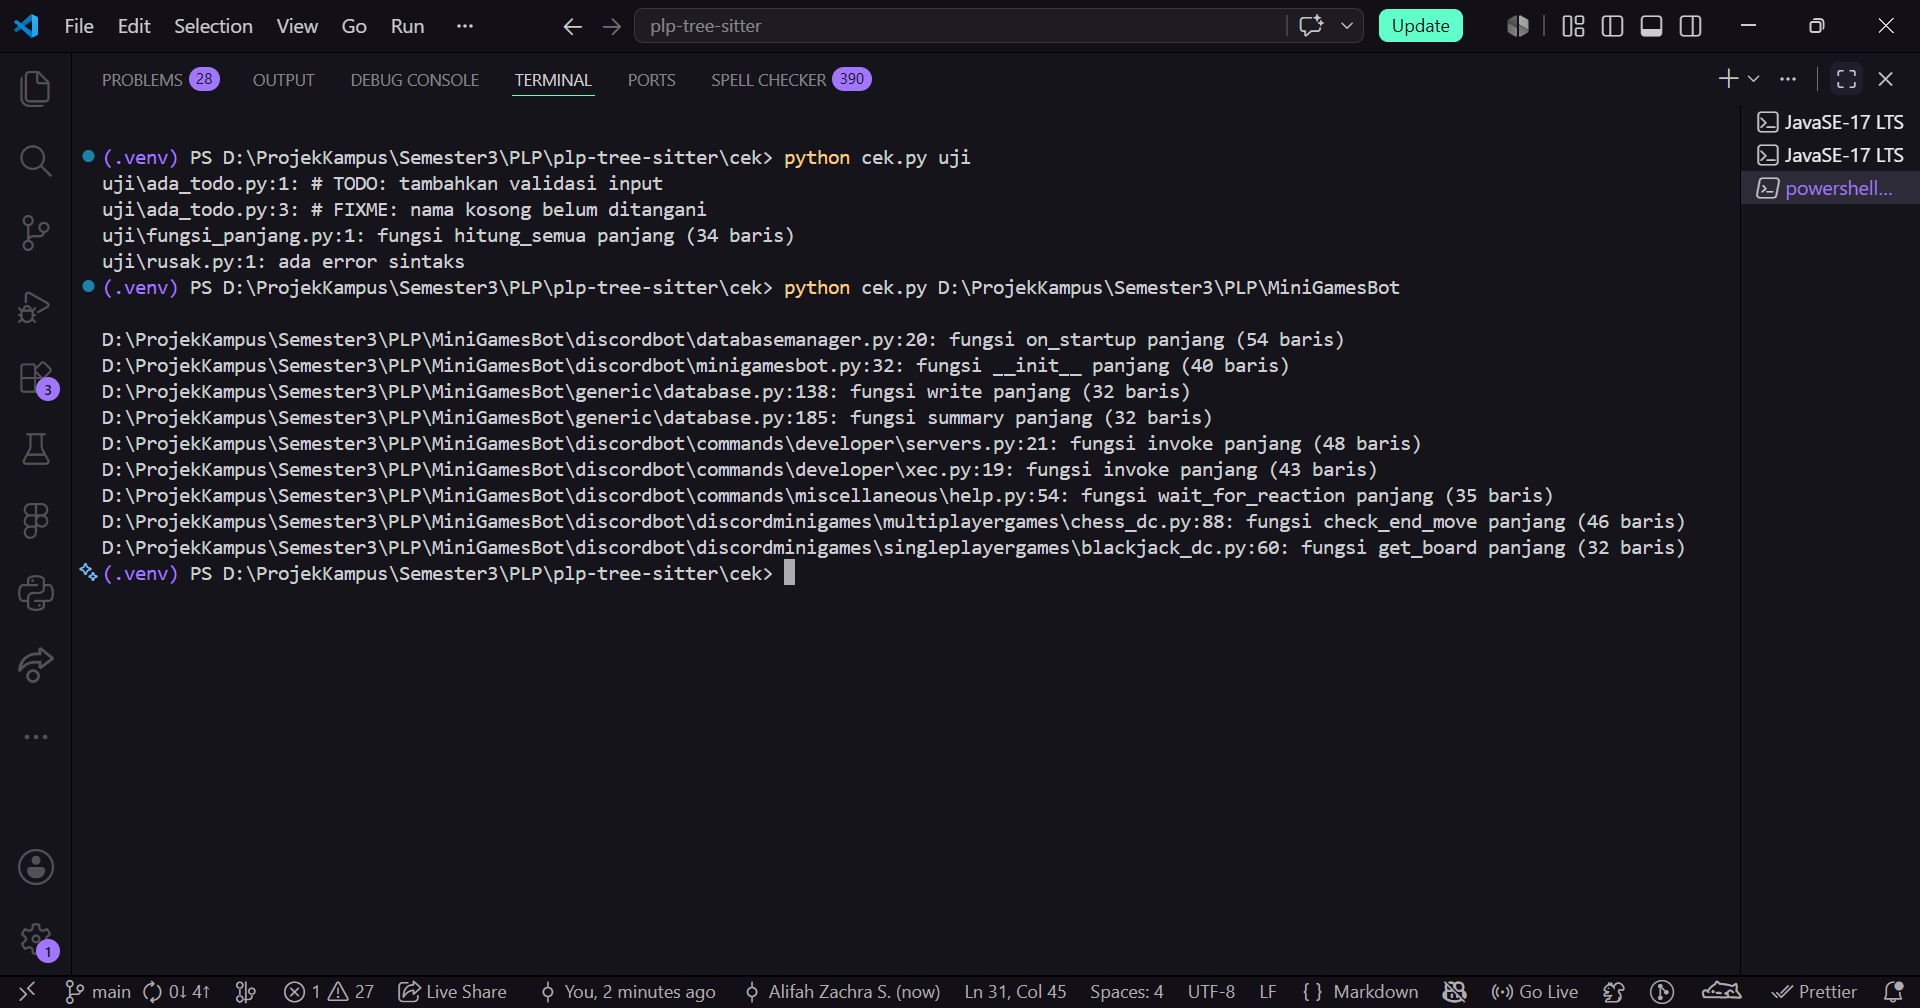 File Edit Selection View Go Run ··· plp-tree-sitter Update
PROBLEMS 28 OUTPUT DEBUG CONSOLE TERMINAL PORTS SPELL CHECKER 390
JavaSE-17 LTS
JavaSE-17 LTS
powershell...
(.venv) PS D:\ProjekKampus\Semester3\PLP\plp-tree-sitter\cek> python cek.py uji
uji\ada_todo.py:1: # TODO: tambahkan validasi input
uji\ada_todo.py:3: # FIXME: nama kosong belum ditangani
uji\fungsi_panjang.py:1: fungsi hitung_semua panjang (34 baris)
uji\rusak.py:1: ada error sintaks
(.venv) PS D:\ProjekKampus\Semester3\PLP\plp-tree-sitter\cek> python cek.py D:\ProjekKampus\Semester3\PLP\MiniGamesBot
D:\ProjekKampus\Semester3\PLP\MiniGamesBot\discordbot\databasemanager.py:20: fungsi on_startup panjang (54 baris)
D:\ProjekKampus\Semester3\PLP\MiniGamesBot\discordbot\minigamesbot.py:32: fungsi __init__ panjang (40 baris)
D:\ProjekKampus\Semester3\PLP\MiniGamesBot\generic\database.py:138: fungsi write panjang (32 baris)
D:\ProjekKampus\Semester3\PLP\MiniGamesBot\generic\database.py:185: fungsi summary panjang (32 baris)
D:\ProjekKampus\Semester3\PLP\MiniGamesBot\discordbot\commands\developer\servers.py:21: fungsi invoke panjang (48 baris)
D:\ProjekKampus\Semester3\PLP\MiniGamesBot\discordbot\commands\developer\xec.py:19: fungsi invoke panjang (43 baris)
D:\ProjekKampus\Semester3\PLP\MiniGamesBot\discordbot\commands\miscellaneous\help.py:54: fungsi wait_for_reaction panjang (35 baris)
D:\ProjekKampus\Semester3\PLP\MiniGamesBot\discordbot\discordminigames\multiplayergames\chess_dc.py:88: fungsi check_end_move panjang (46 baris)
D:\ProjekKampus\Semester3\PLP\MiniGamesBot\discordbot\discordminigames\singleplayergames\blackjack_dc.py:60: fungsi get_board panjang (32 baris)
(.venv) PS D:\ProjekKampus\Semester3\PLP\plp-tree-sitter\cek>
3
1
main 0↓ 4↑ 1 27 Live Share You, 2 minutes ago Alifah Zachra S. (now) Ln 31, Col 45 Spaces: 4 UTF-8 LF {} Markdown Go Live Prettier